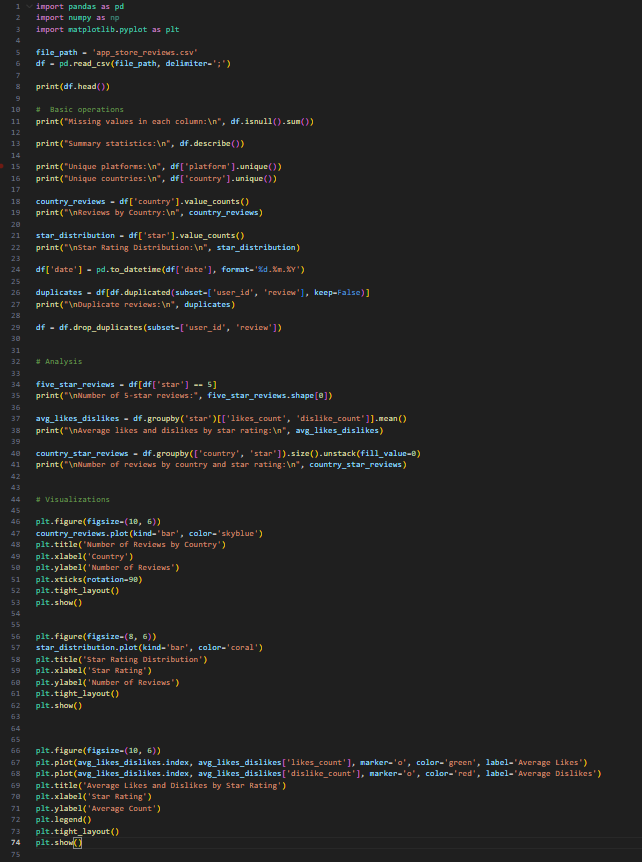 1 import pandas as pd
2 import numpy as np
3 import matplotlib.pyplot as plt
4
5 file_path = 'app_store_reviews.csv'
6 df = pd.read_csv(file_path, delimiter=';')
7
8 print(df.head())
9
10 #  Basic operations
11 print("Missing values in each column:\n", df.isnull().sum())
12
13 print("Summary statistics:\n", df.describe())
14
15 print("Unique platforms:\n", df['platform'].unique())
16 print("Unique countries:\n", df['country'].unique())
17
18 country_reviews = df['country'].value_counts()
19 print("\nReviews by Country:\n", country_reviews)
20
21 star_distribution = df['star'].value_counts()
22 print("\nStar Rating Distribution:\n", star_distribution)
23
24 df['date'] = pd.to_datetime(df['date'], format='%d.%m.%Y')
25
26 duplicates = df[df.duplicated(subset=['user_id', 'review'], keep=False)]
27 print("\nDuplicate reviews:\n", duplicates)
28
29 df = df.drop_duplicates(subset=['user_id', 'review'])
30
31
32 # Analysis
33
34 five_star_reviews = df[df['star'] == 5]
35 print("\nNumber of 5-star reviews:", five_star_reviews.shape[0])
36
37 avg_likes_dislikes = df.groupby('star')[['likes_count', 'dislike_count']].mean()
38 print("\nAverage likes and dislikes by star rating:\n", avg_likes_dislikes)
39
40 country_star_reviews = df.groupby(['country', 'star']).size().unstack(fill_value=0)
41 print("\nNumber of reviews by country and star rating:\n", country_star_reviews)
42
43
44 # Visualizations
45
46 plt.figure(figsize=(10, 6))
47 country_reviews.plot(kind='bar', color='skyblue')
48 plt.title('Number of Reviews by Country')
49 plt.xlabel('Country')
50 plt.ylabel('Number of Reviews')
51 plt.xticks(rotation=90)
52 plt.tight_layout()
53 plt.show()
54
55
56 plt.figure(figsize=(8, 6))
57 star_distribution.plot(kind='bar', color='coral')
58 plt.title('Star Rating Distribution')
59 plt.xlabel('Star Rating')
60 plt.ylabel('Number of Reviews')
61 plt.tight_layout()
62 plt.show()
63
64
65
66 plt.figure(figsize=(10, 6))
67 plt.plot(avg_likes_dislikes.index, avg_likes_dislikes['likes_count'], marker='o', color='green', label='Average Likes')
68 plt.plot(avg_likes_dislikes.index, avg_likes_dislikes['dislike_count'], marker='o', color='red', label='Average Dislikes')
69 plt.title('Average Likes and Dislikes by Star Rating')
70 plt.xlabel('Star Rating')
71 plt.ylabel('Average Count')
72 plt.legend()
73 plt.tight_layout()
74 plt.show()
75